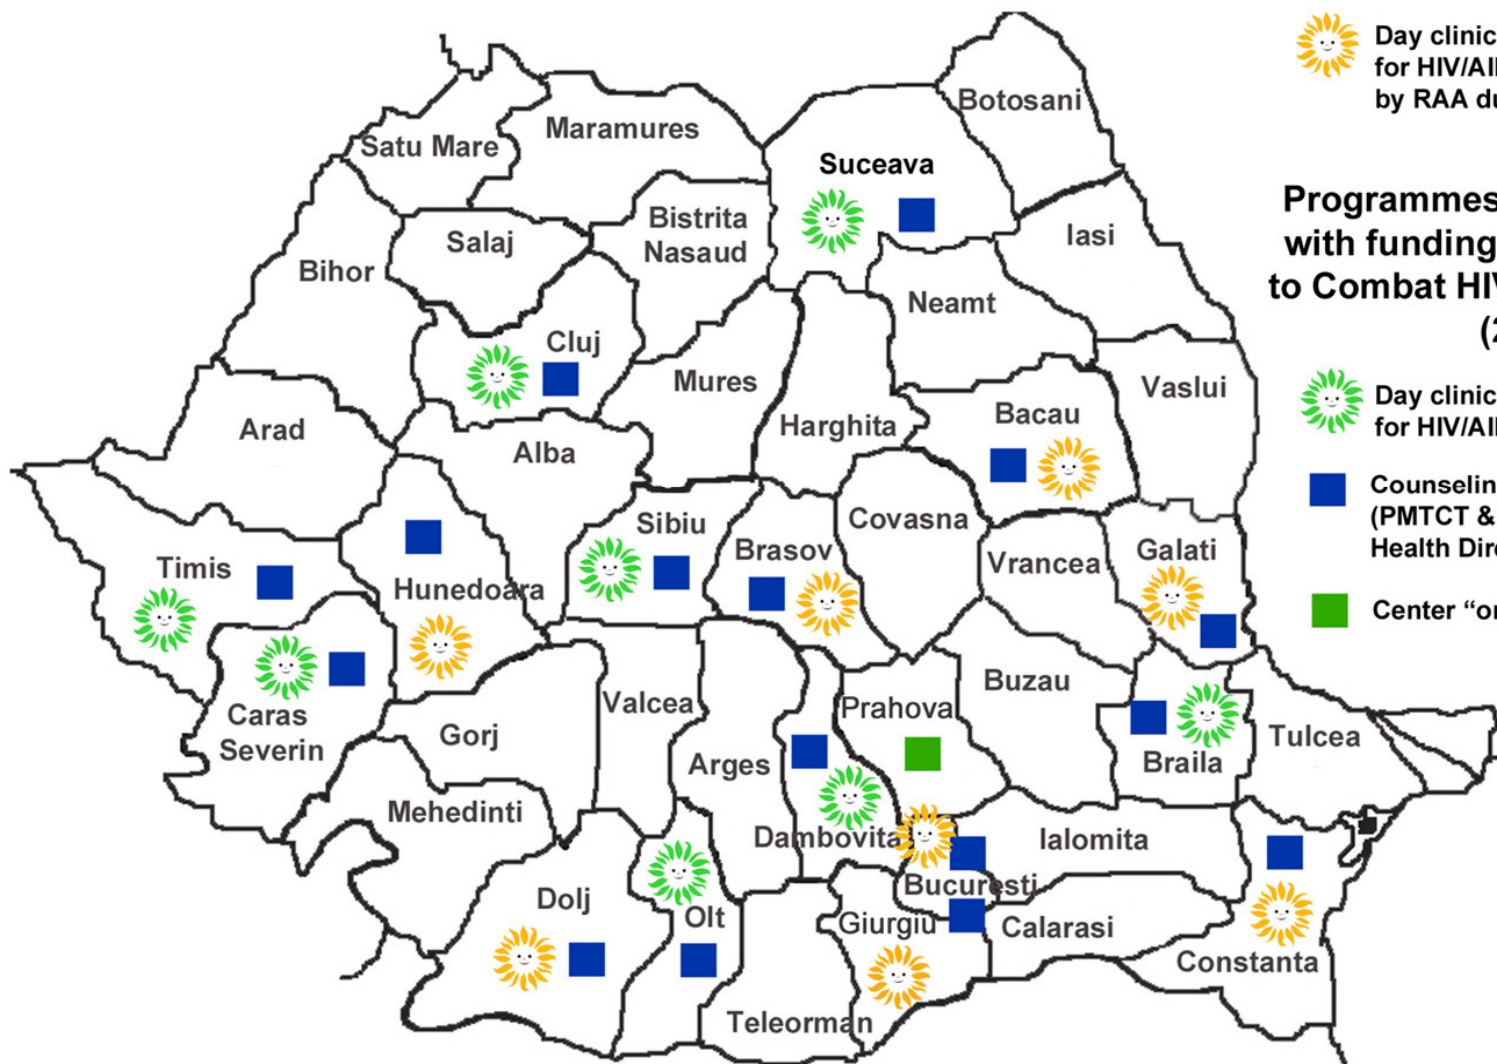 Day clinic
for HIV/AI
by RAA du
Programmes
with funding
to Combat HIV
(2
Day clinic
for HIV/AI
Counselin
(PMTCT &
Health Dire
Center “or
Botosani
Maramures
Satu Mare
Suceava
Bistrita
Nasaud
Iasi
Salaj
Bihor
Neamt
Cluj
Mures
Vaslui
Bacau
Harghita
Arad
Alba
Covasna
Sibiu
Brasov
Galati
Vrancea
Timis
Hunedoara
Buzau
Valcea
Prahova
Caras
Severin
Gorj
Tulcea
Arges
Braila
Mehedinti
Dambovita
Ialomita
Bucuresti
Dolj
Olt
Giurgiu
Calarasi
Constanta
Teleorman